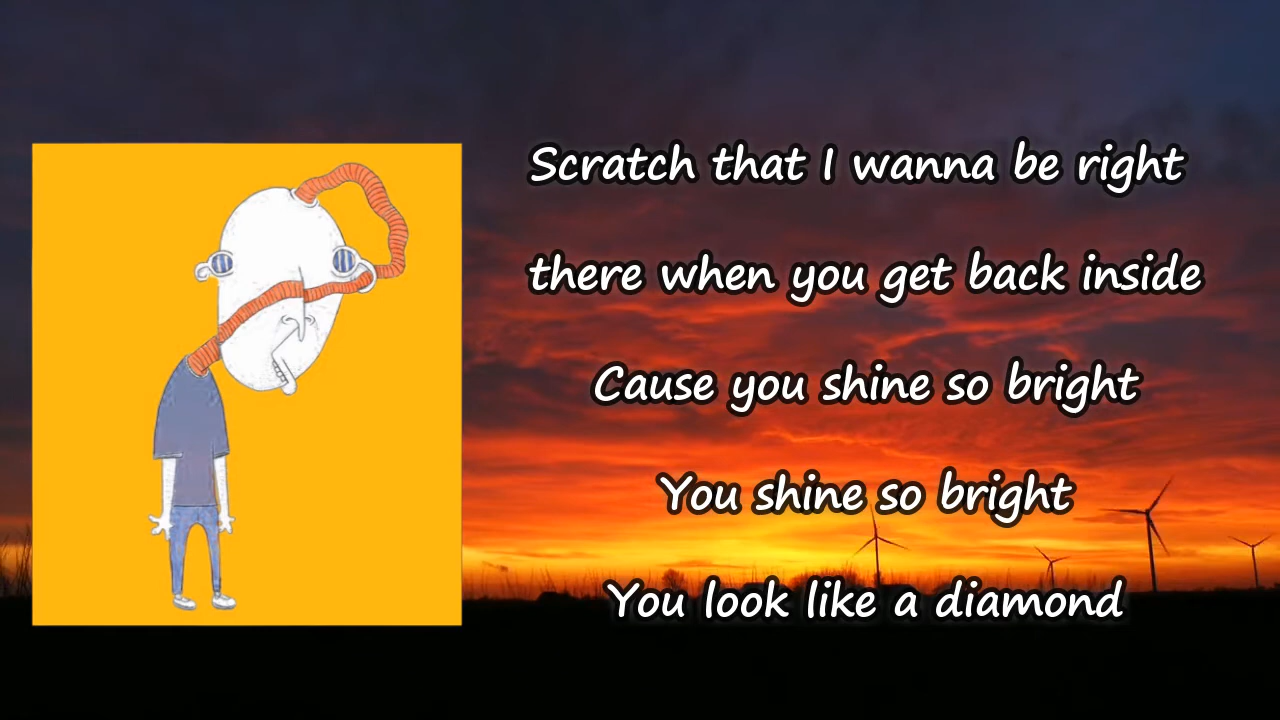 Scratch that I wanna be right
there when you get back inside
Cause you shine so bright
You shine so bright
You look like a diamond